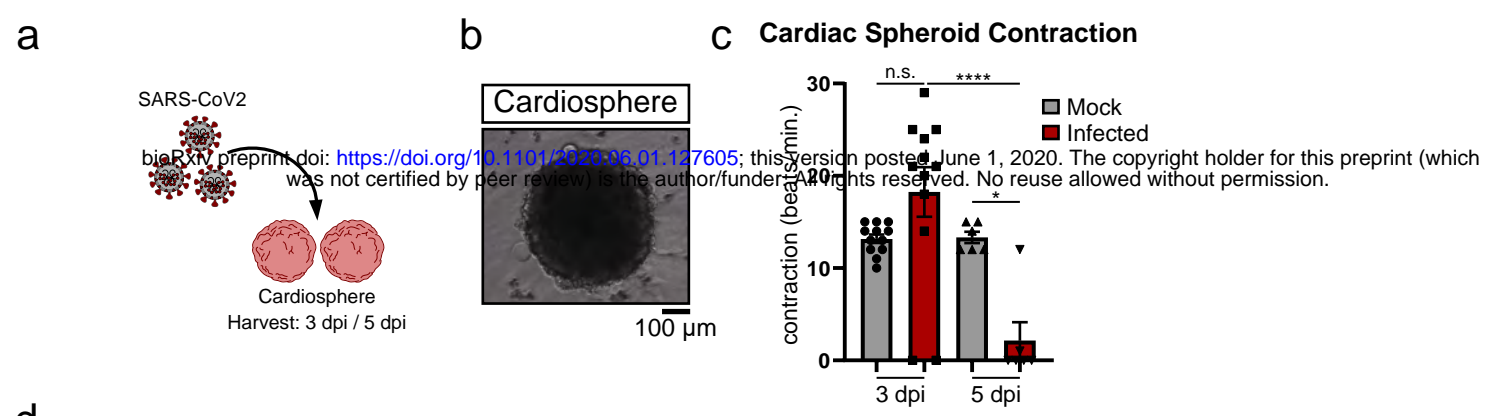 a
b
c
Cardiac Spheroid Contraction
SARS-CoV2
Cardiosphere
Harvest: 3 dpi / 5 dpi
Cardiosphere
100 µm
contraction (beats/min.)
30
20
10
0
n.s.
****
*
Mock
Infected
3 dpi
5 dpi
bioRxiv preprint doi: https://doi.org/10.1101/2020.06.01.127605; this version posted June 1, 2020. The copyright holder for this preprint (which
was not certified by peer review) is the author/funder. All rights reserved. No reuse allowed without permission.
d